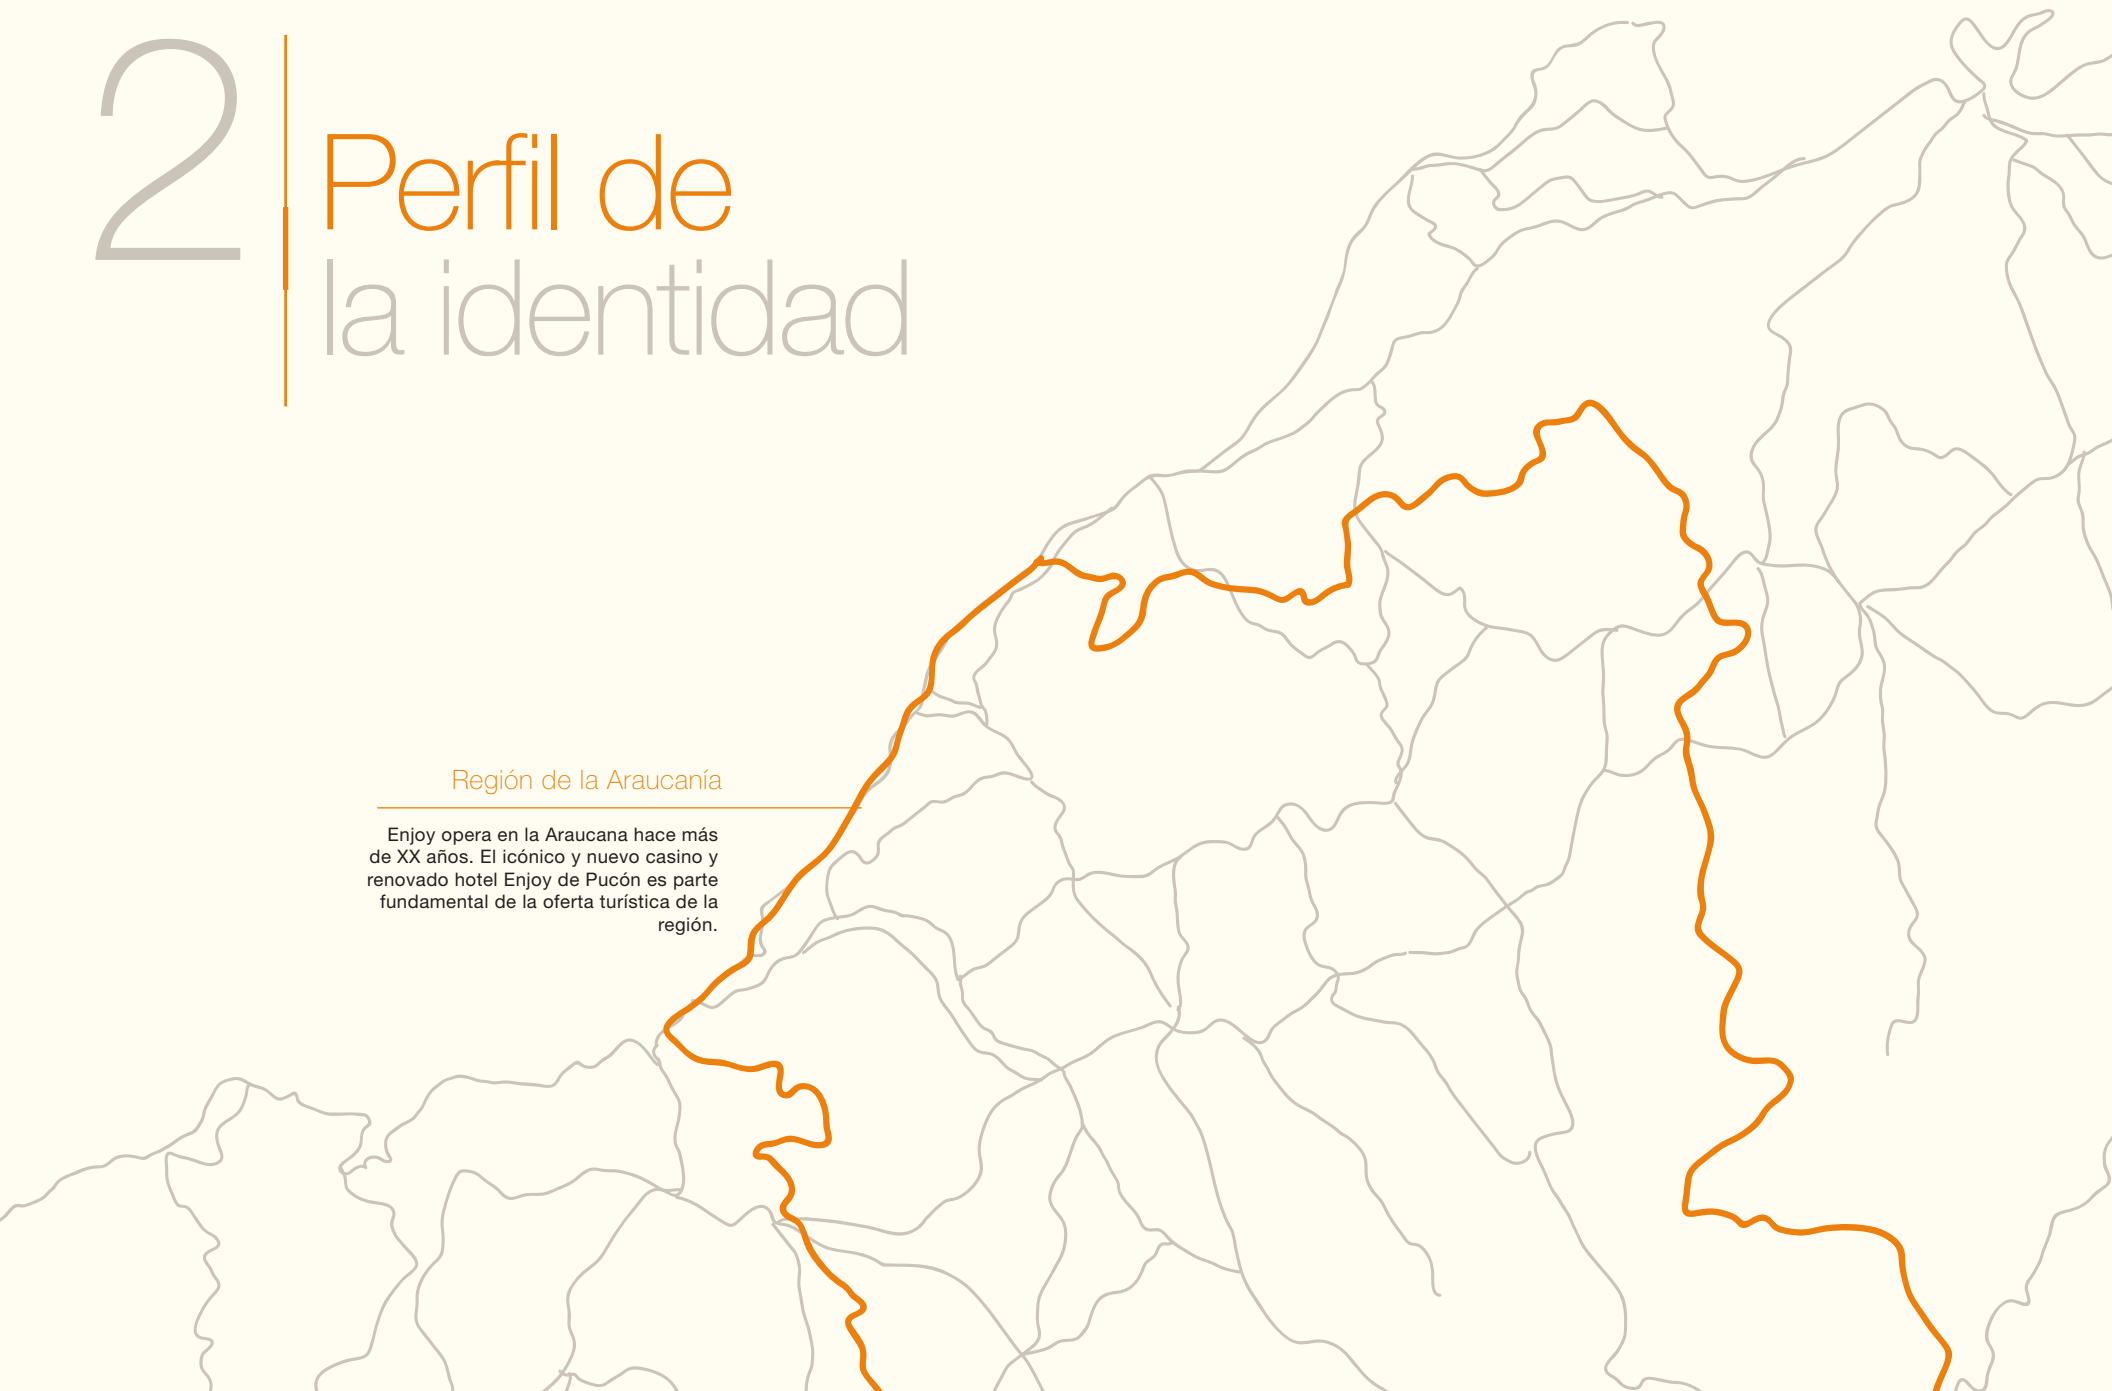 2
Perfil de
la identidad
Región de la Araucanía
Enjoy opera en la Araucana hace más
de XX años. El icónico y nuevo casino y
renovado hotel Enjoy de Pucón es parte
fundamental de la oferta turística de la
región.